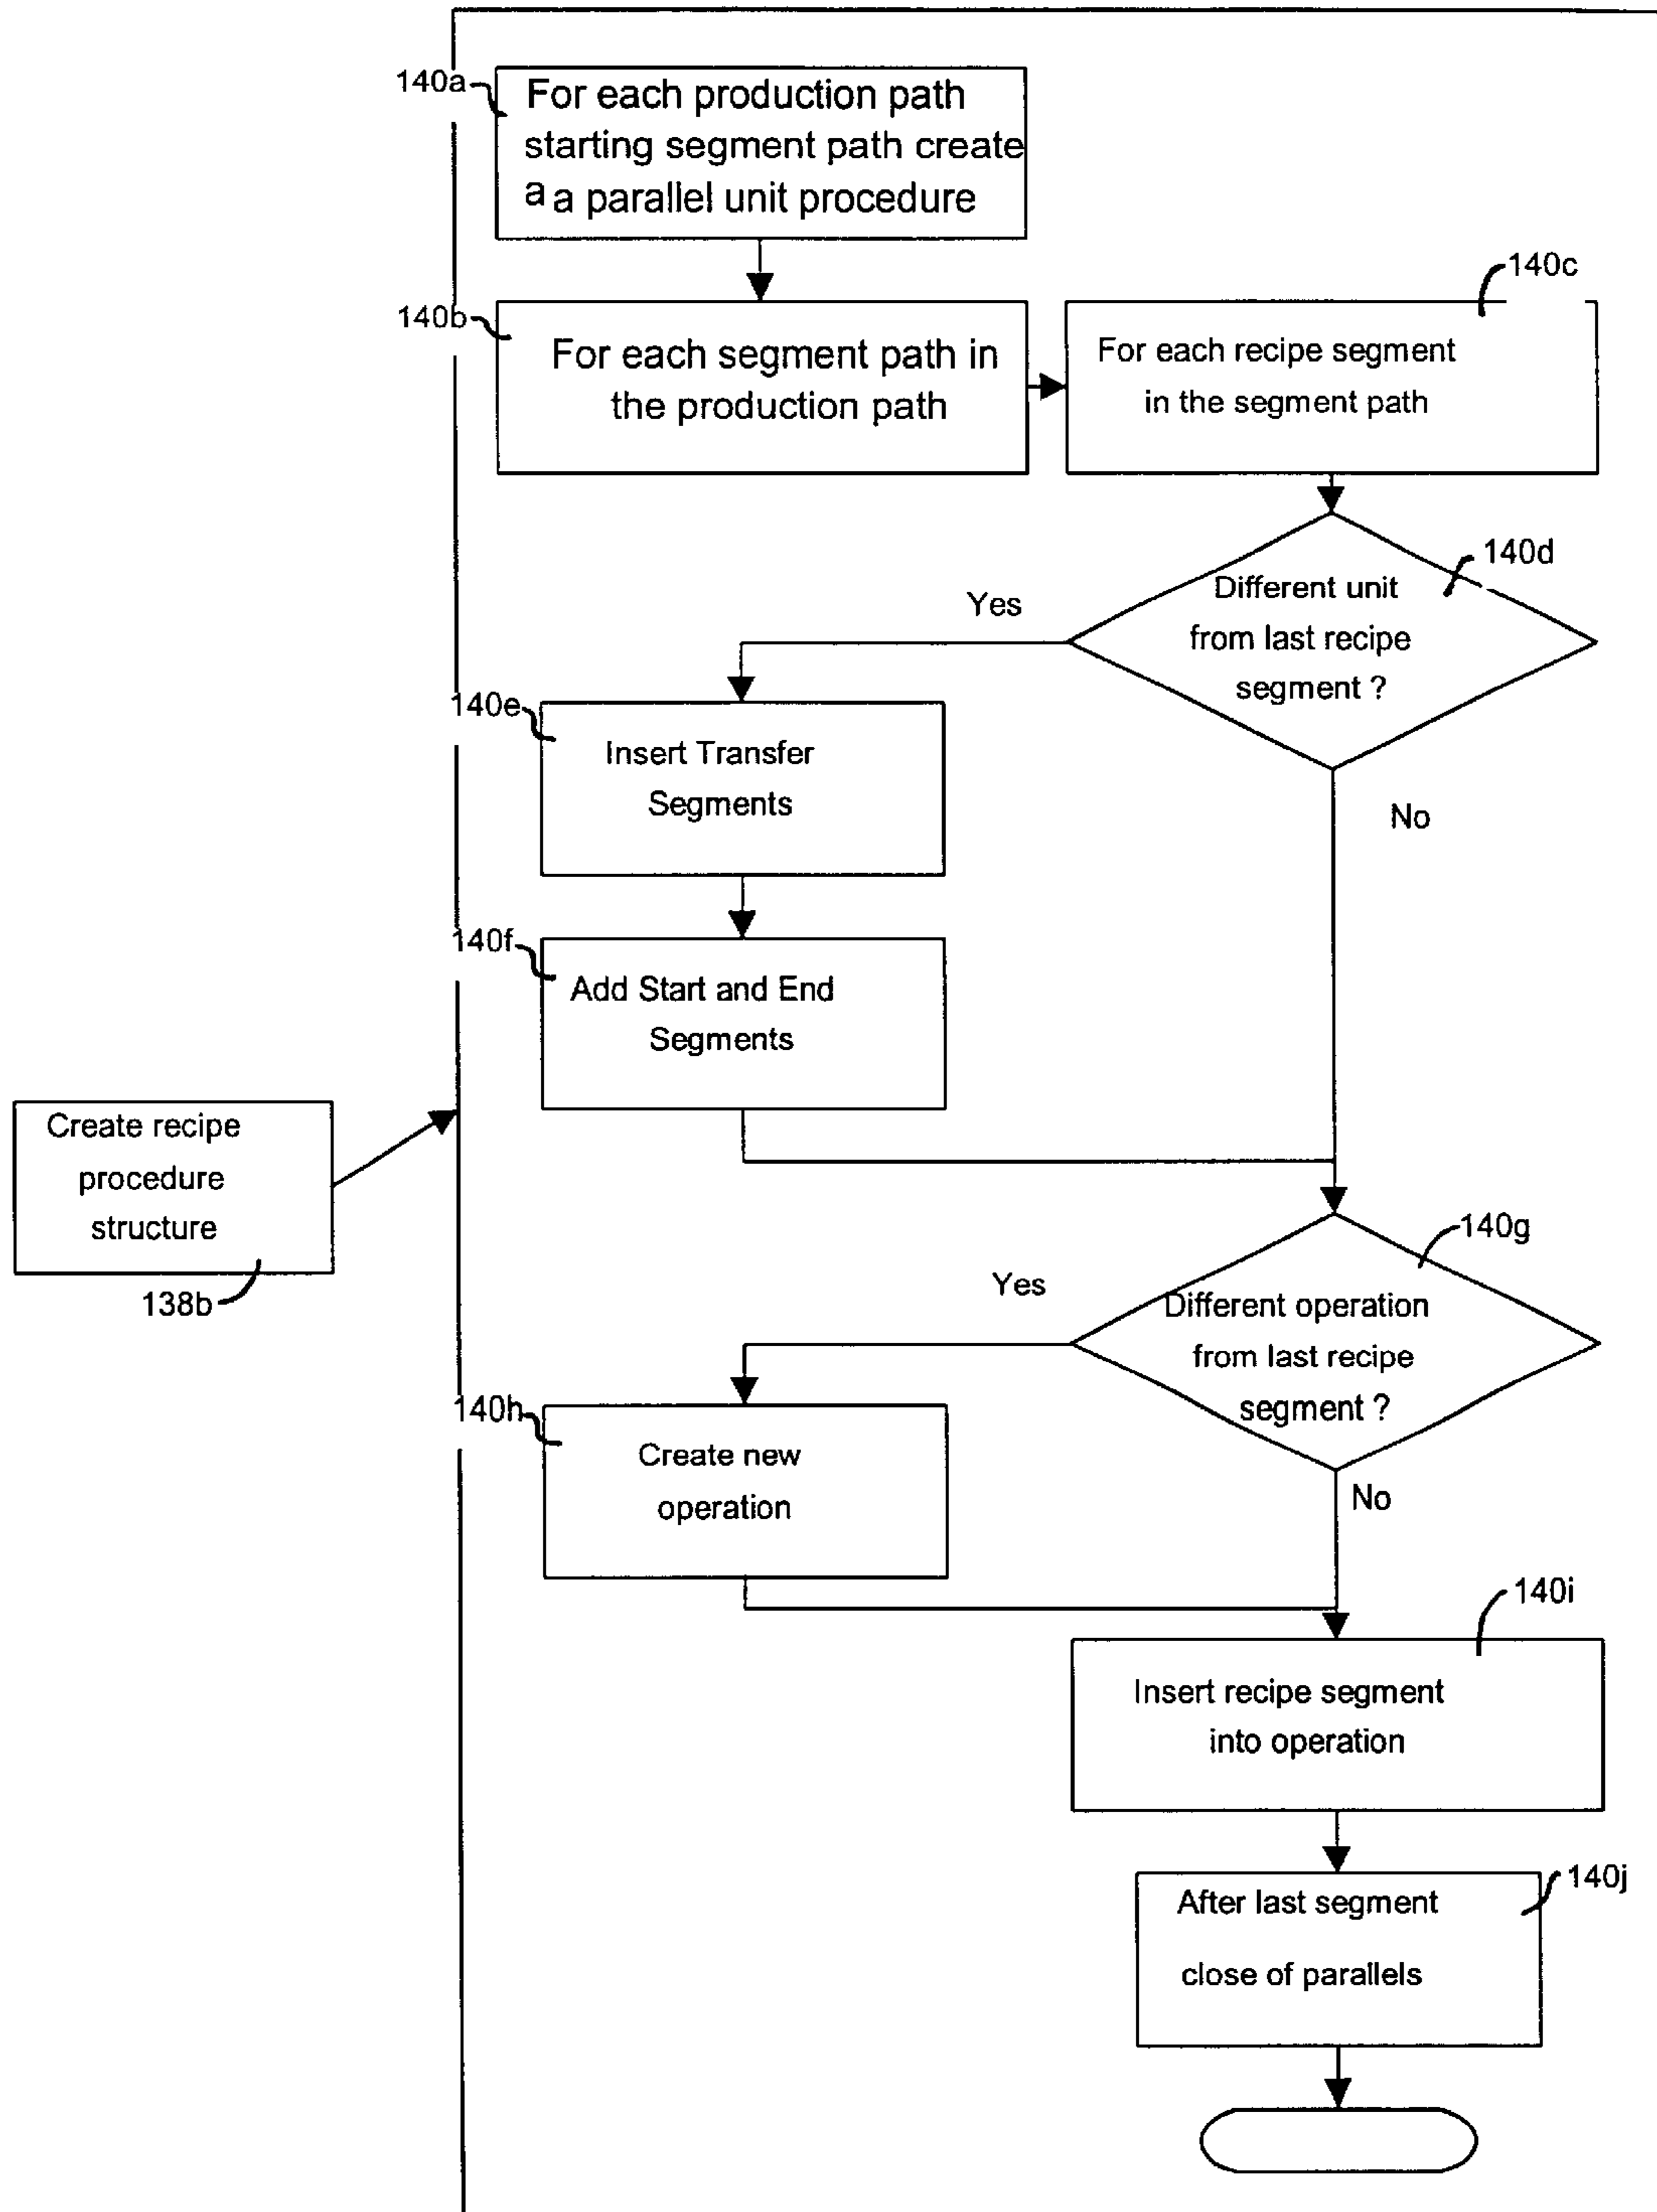 140a
For each production path
starting segment path create
a a parallel unit procedure
140b
For each segment path in
the production path
140c
For each recipe segment
in the segment path
140d
Different unit
from last recipe
segment ?
Yes
No
140e
Insert Transfer
Segments
140f
Add Start and End
Segments
Create recipe
procedure
structure
138b
140g
Different operation
from last recipe
segment ?
Yes
No
140h
Create new
operation
140i
Insert recipe segment
into operation
140j
After last segment
close of parallels